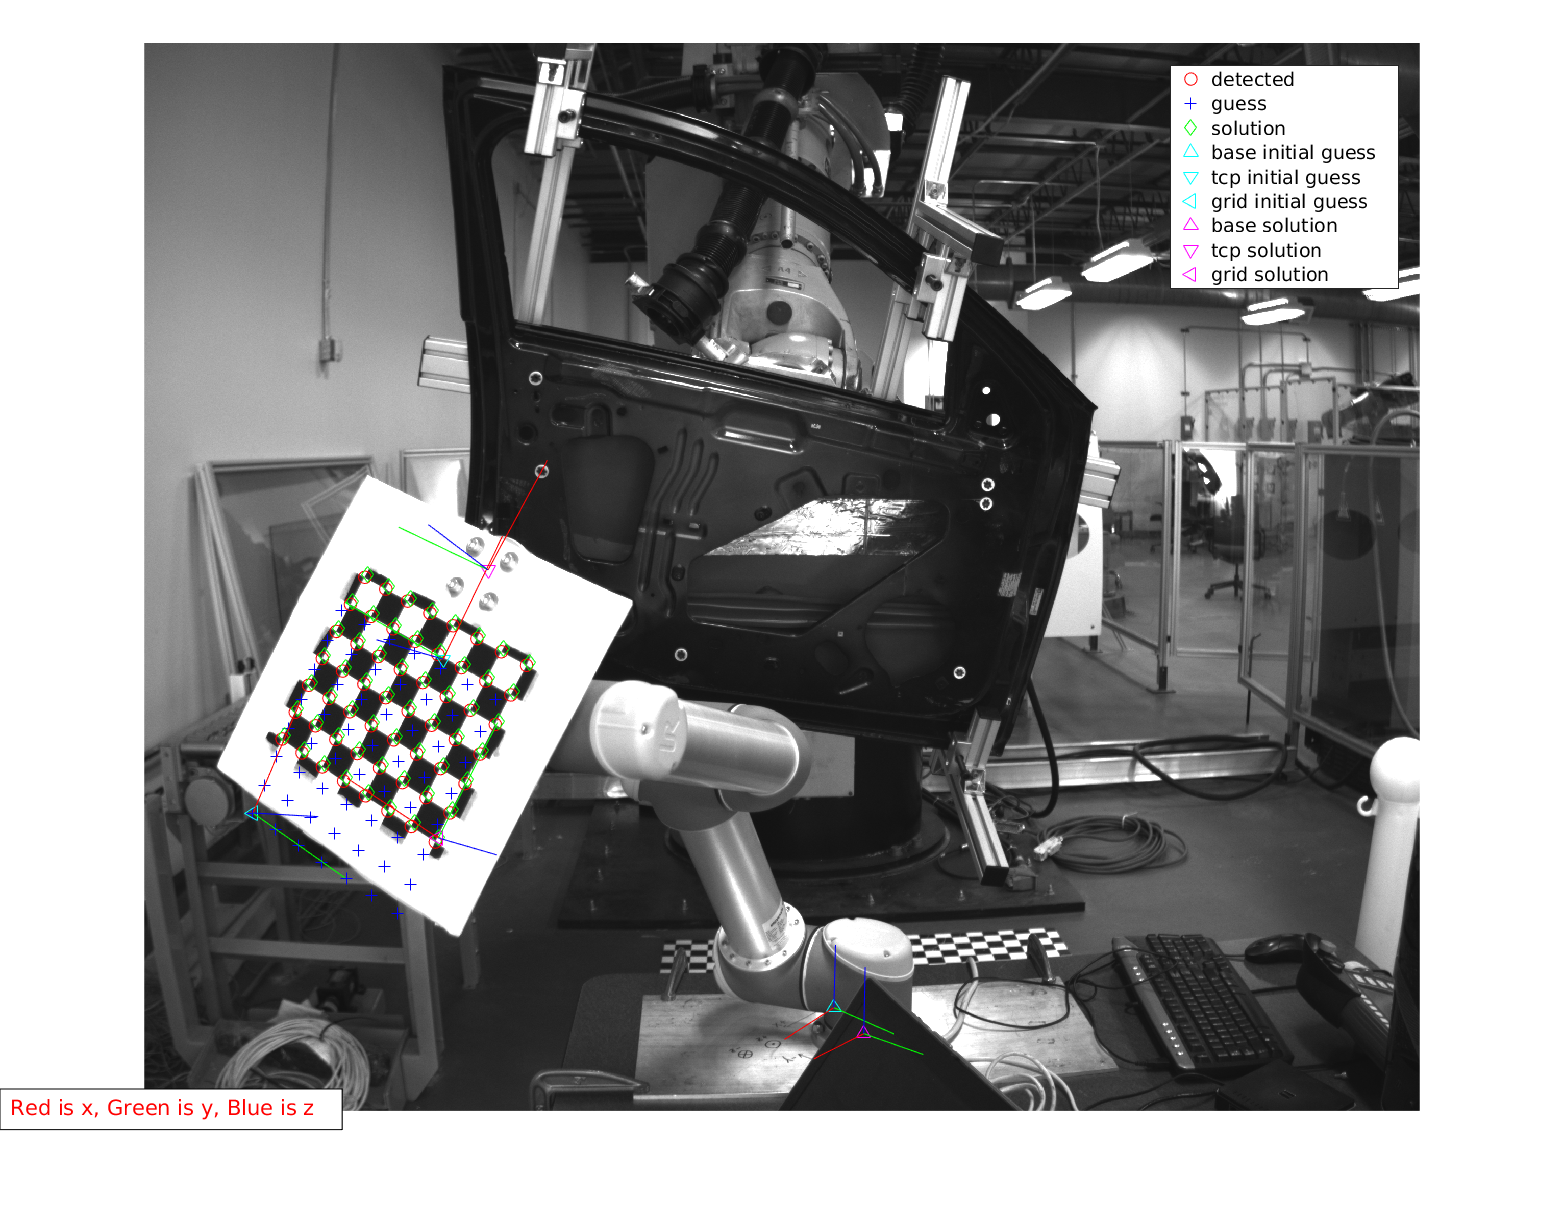 detected
guess
solution
base initial guess
tcp initial guess
grid initial guess
base solution
tcp solution
grid solution
UR
Red is x, Green is y, Blue is z